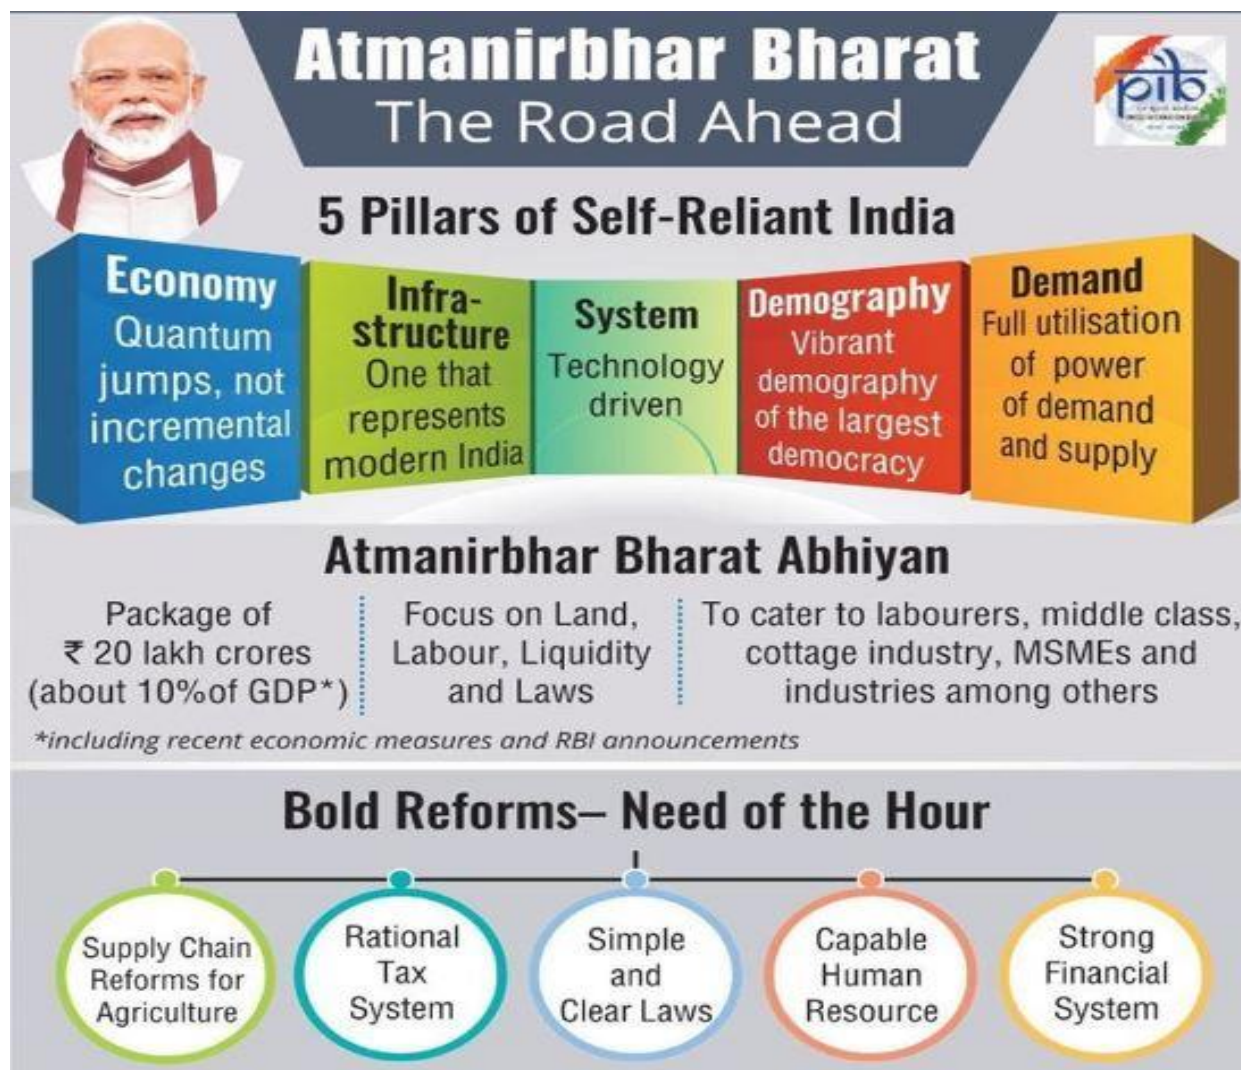 Atmanirbhar Bharat
The Road Ahead
pib
5 Pillars of Self-Reliant India
Economy
Quantum
jumps, not
incremental
changes
Infra-
structure
One that
represents
modern India
System
Technology
driven
Demography
Vibrant
demography
of the largest
democracy
Demand
Full utilisation
of power
of demand
and supply
Atmanirbhar Bharat Abhiyan
Package of
₹ 20 lakh crores
(about 10%of GDP*)
Focus on Land,
Labour, Liquidity
and Laws
To cater to labourers, middle class,
cottage industry, MSMEs and
industries among others
*including recent economic measures and RBI announcements
Bold Reforms– Need of the Hour
Supply Chain
Reforms for
Agriculture
Rational
Tax
System
Simple
and
Clear Laws
Capable
Human
Resource
Strong
Financial
System